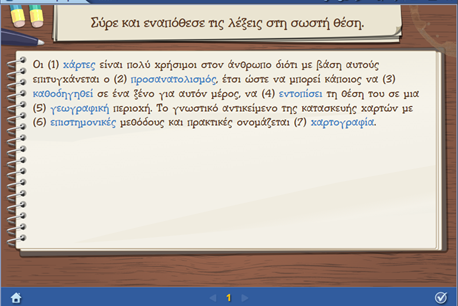 Σύρε και εναπόθεσε τις λέξεις στη σωστή θέση.
Οι (1) χάρτες είναι πολύ χρήσιμοι στον άνθρωπο διότι με βάση αυτούς
επιτυγχάνεται ο (2) προσανατολισμός, έτσι ώστε να μπορεί κάποιος να (3)
καθοδηγηθεί σε ένα ξένο για αυτόν μέρος, να (4) εντοπίσει τη θέση του σε μια
(5) γεωγραφική περιοχή. Το γνωστικό αντικείμενο της κατασκευής χαρτών με
(6) επιστημονικές μεθόδους και πρακτικές ονομάζεται (7) χαρτογραφία.
1